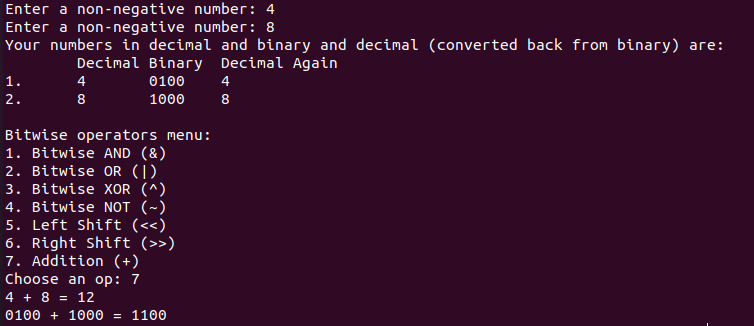 Enter a non-negative number: 4
Enter a non-negative number: 8
Your numbers in decimal and binary and decimal (converted back from binary) are:
Decimal Binary Decimal Again
1. 4 0100 4
2. 8 1000 8
Bitwise operators menu:
1. Bitwise AND (&)
2. Bitwise OR (|)
3. Bitwise XOR (^)
4. Bitwise NOT (~)
5. Left Shift (<<)
6. Right Shift (>>)
7. Addition (+)
Choose an op: 7
4 + 8 = 12
0100 + 1000 = 1100